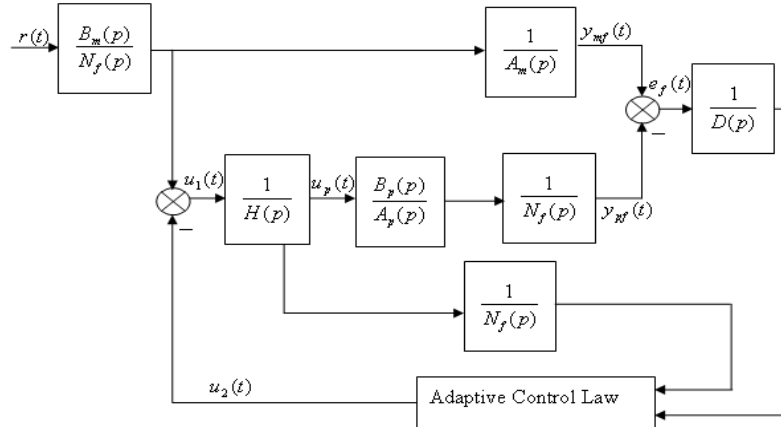 r(t)
B_m(p)
N_f(p)
1
A_m(p)
y_mf(t)
e_f(t)
1
D(p)
u_1(t)
1
H(p)
u_p(t)
B_p(p)
A_p(p)
1
N_f(p)
y_pf(t)
1
N_f(p)
u_2(t)
Adaptive Control Law